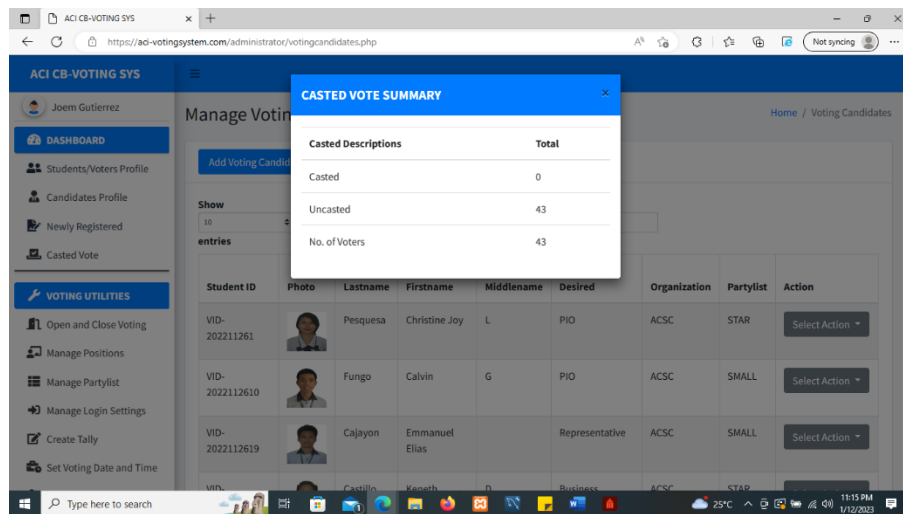 ACI CB-VOTING SYS
https://aci-votingsystem.com/administrator/votingcandidates.php
Not syncing
ACI CB-VOTING SYS
Joem Gutierrez
DASHBOARD
Students/Voters Profile
Candidates Profile
Newly Registered
Casted Vote
VOTING UTILITIES
Open and Close Voting
Manage Positions
Manage Partylist
Manage Login Settings
Create Tally
Set Voting Date and Time
Manage Votin
Home / Voting Candidates
Add Voting Candid
CASTED VOTE SUMMARY ×
Casted Descriptions Total
Casted 0
Uncasted 43
No. of Voters 43
Show
10
entries
Student ID Photo Lastname Firstname Middlename Desired Organization Partylist Action
VID-202211261 Pesquesa Christine Joy L PIO ACSC STAR Select Action
VID-2022112610 Fungo Calvin G PIO ACSC SMALL Select Action
VID-2022112619 Cajayon Emmanuel Elias Representative ACSC SMALL Select Action
VID- Castillo Keneth D Business ACSC STAR
Type here to search
25°C
11:15 PM
1/12/2023